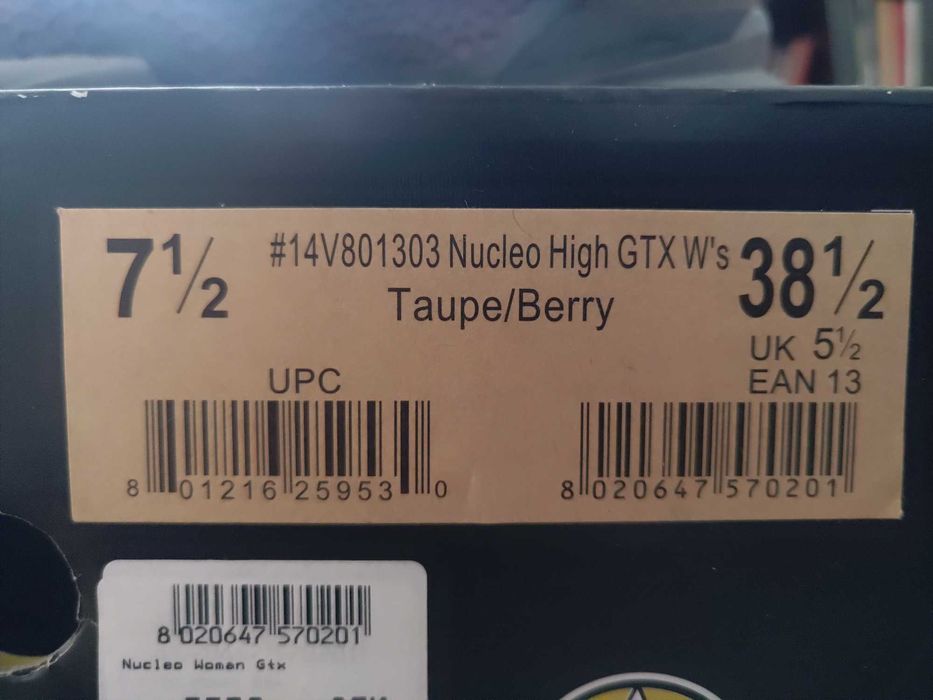 7½ #14V801303 Nucleo High GTX W's 38½
Taupe/Berry
UK 5½
UPC EAN 13
8 01216 25953 0 8 020647 570201
8 020647 570201
Nucleo Woman Gtx